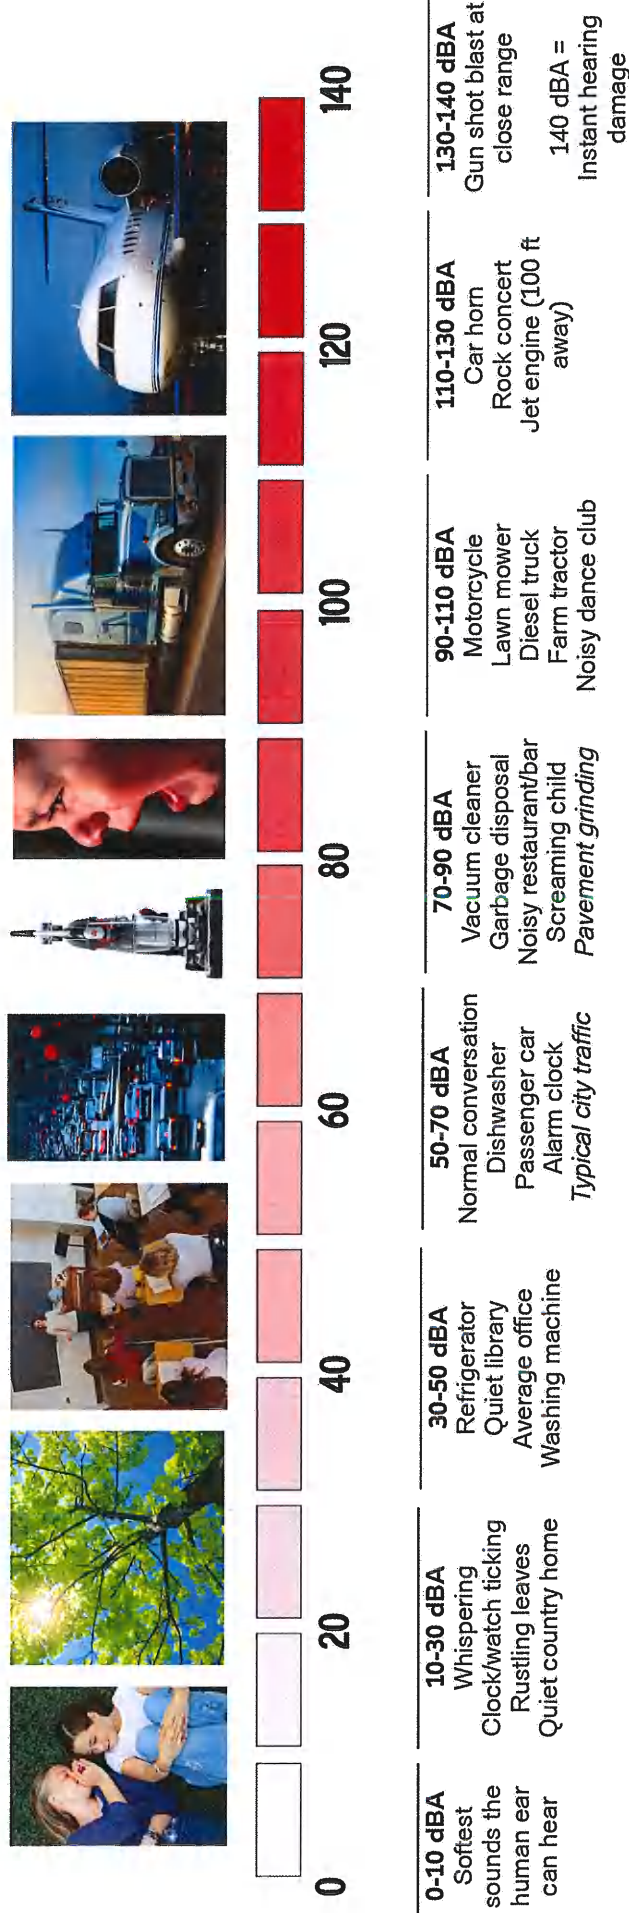 0
20
40
60
80
100
120
140
0-10 dBA
Softest
sounds the
human ear
can hear
10-30 dBA
Whispering
Clock/watch ticking
Rustling leaves
Quiet country home
30-50 dBA
Refrigerator
Quiet library
Average office
Washing machine
50-70 dBA
Normal conversation
Dishwasher
Passenger car
Alarm clock
Typical city traffic
70-90 dBA
Vacuum cleaner
Garbage disposal
Noisy restaurant/bar
Screaming child
Pavement grinding
90-110 dBA
Motorcycle
Lawn mower
Diesel truck
Farm tractor
Noisy dance club
110-130 dBA
Car horn
Rock concert
Jet engine (100 ft
away)
130-140 dBA
Gun shot blast at
close range
140 dBA =
Instant hearing
damage